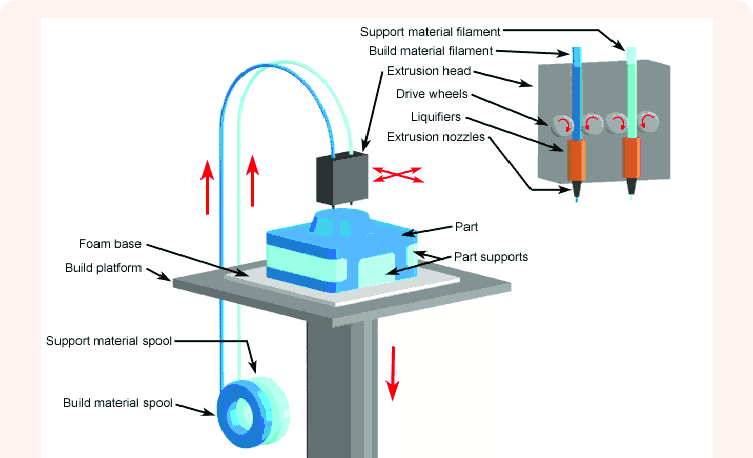 Support material filament
Build material filament
Extrusion head
Drive wheels
Liquifiers
Extrusion nozzles
Part
Foam base
Part supports
Build platform
Support material spool
Build material spool